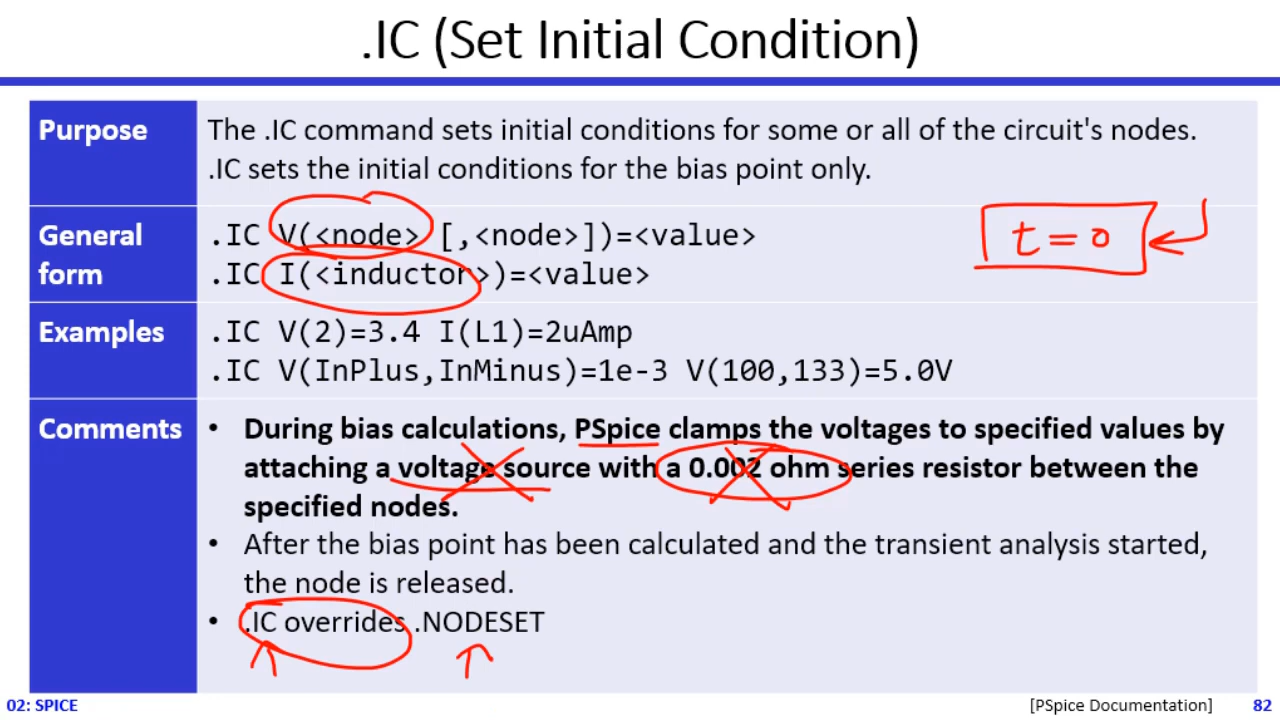 .IC (Set Initial Condition)
Purpose
The .IC command sets initial conditions for some or all of the circuit's nodes.
.IC sets the initial conditions for the bias point only.
General
form
.IC V(<node> [,<node>])=<value>
.IC I(<inductor>)=<value>
t = 0
Examples
.IC V(2)=3.4 I(L1)=2uAmp
.IC V(InPlus,InMinus)=1e-3 V(100,133)=5.0V
Comments
• During bias calculations, PSpice clamps the voltages to specified values by
attaching a voltage source with a 0.002 ohm series resistor between the
specified nodes.
• After the bias point has been calculated and the transient analysis started,
the node is released.
• .IC overrides .NODESET
02: SPICE
[PSpice Documentation]
82